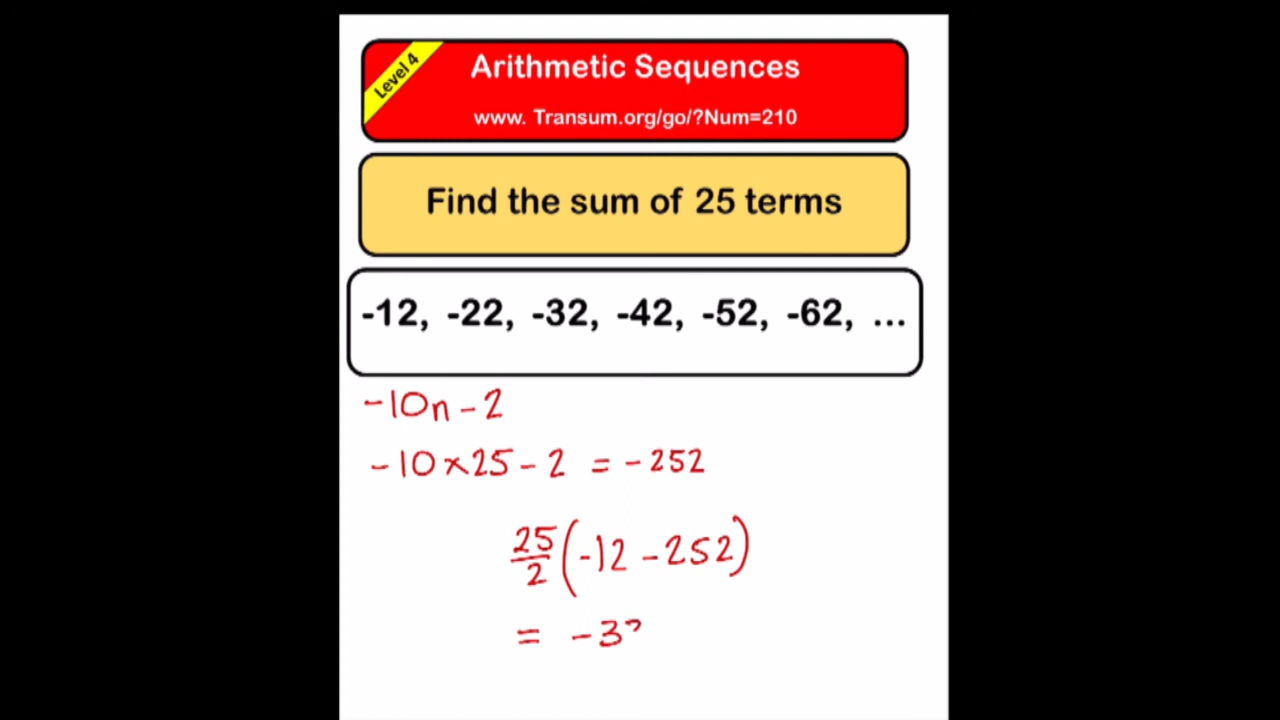 Level 4
Arithmetic Sequences
www. Transum.org/go/?Num=210
Find the sum of 25 terms
-12, -22, -32, -42, -52, -62, ...
-10n - 2
-10 × 25 - 2 = -252
25/2 (-12 - 252)
= -3